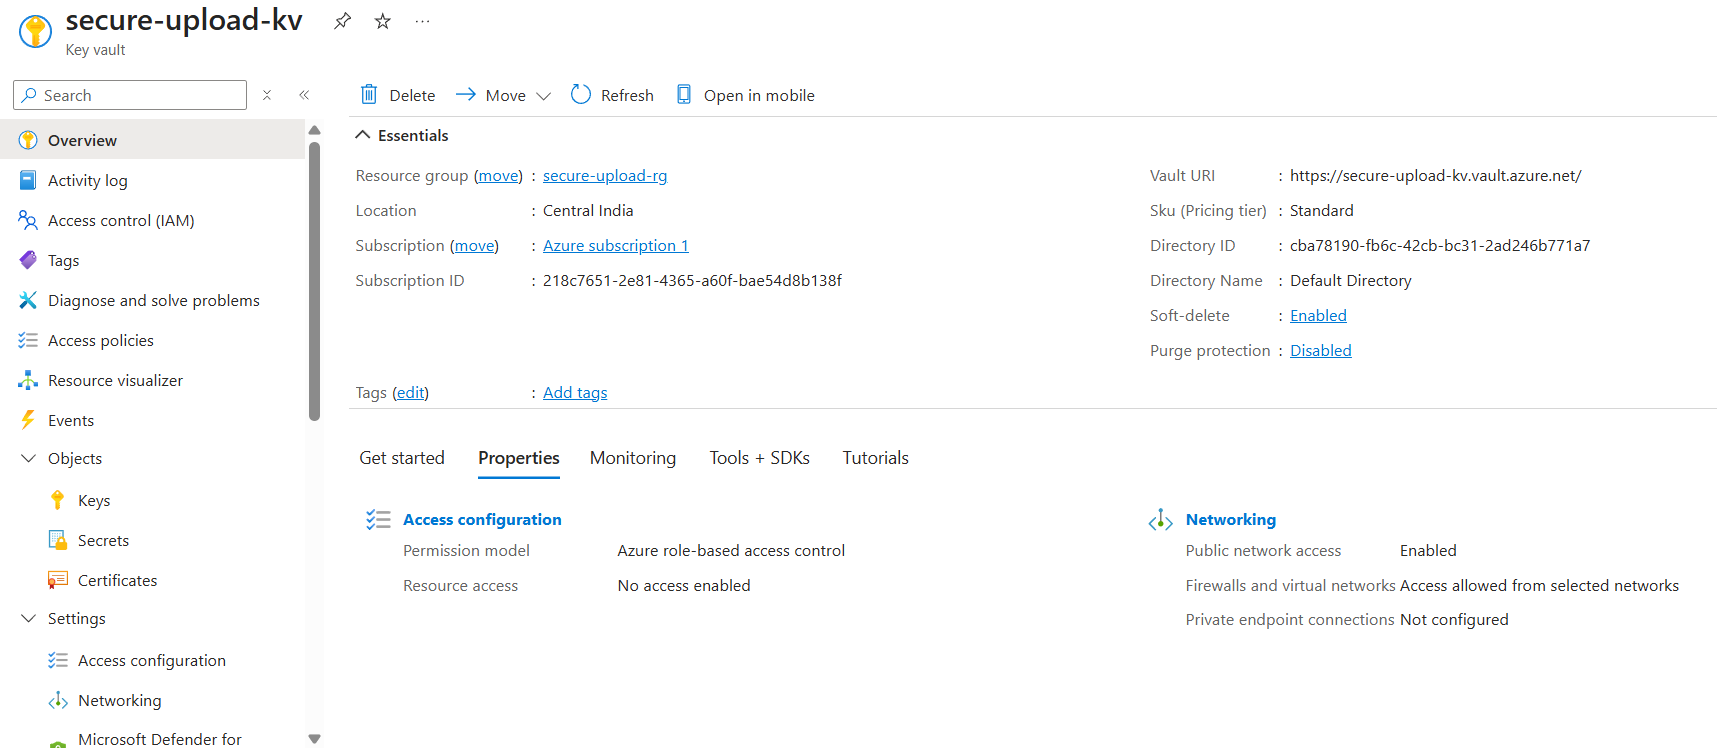 secure-upload-kv
Key vault
Search
Overview
Activity log
Access control (IAM)
Tags
Diagnose and solve problems
Access policies
Resource visualizer
Events
Objects
Keys
Secrets
Certificates
Settings
Access configuration
Networking
Microsoft Defender for
Delete Move Refresh Open in mobile
Essentials
Resource group (move) : secure-upload-rg
Location : Central India
Subscription (move) : Azure subscription 1
Subscription ID : 218c7651-2e81-4365-a60f-bae54d8b138f
Vault URI : https://secure-upload-kv.vault.azure.net/
Sku (Pricing tier) : Standard
Directory ID : cba78190-fb6c-42cb-bc31-2ad246b771a7
Directory Name : Default Directory
Soft-delete : Enabled
Purge protection : Disabled
Tags (edit) : Add tags
Get started Properties Monitoring Tools + SDKs Tutorials
Access configuration
Permission model Azure role-based access control
Resource access No access enabled
Networking
Public network access Enabled
Firewalls and virtual networks Access allowed from selected networks
Private endpoint connections Not configured